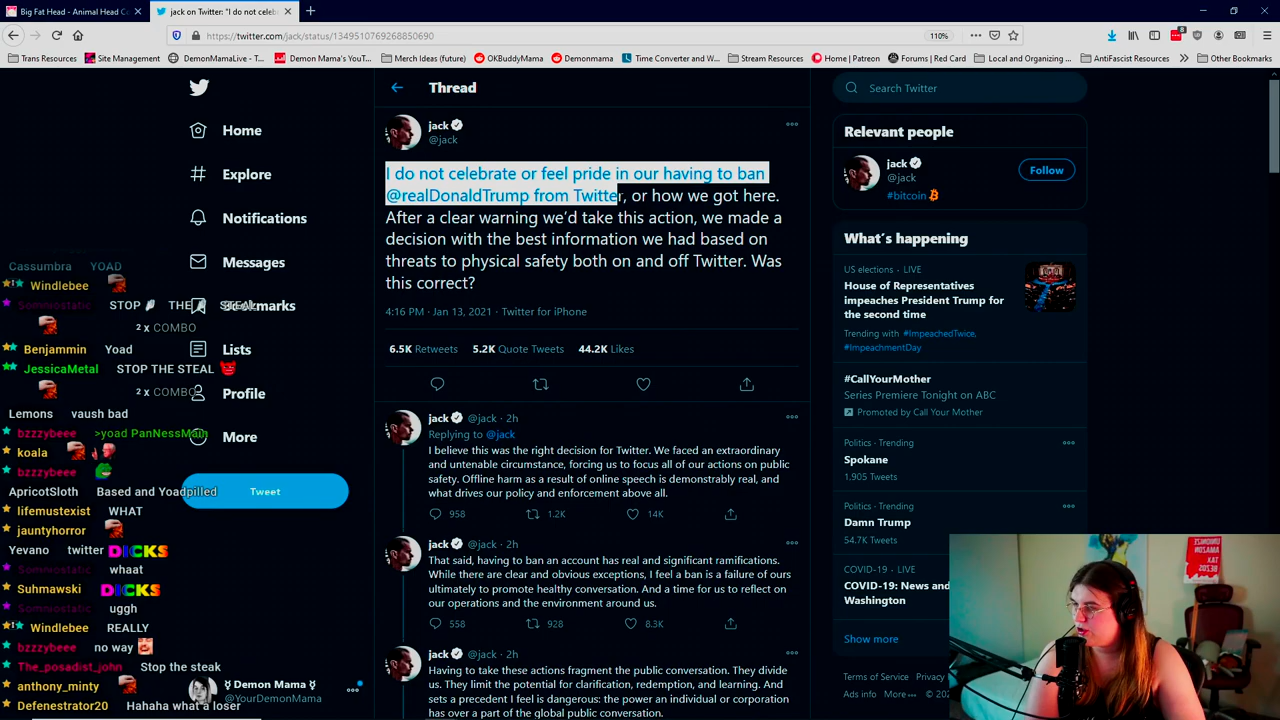 Big Fat Head - Animal Head C
jack on Twitter: "I do not celeb
https://twitter.com/jack/status/1349510769268850690
110%
8
Trans Resources
Site Management
DemonMamaLive - T...
Demon Mama's YouT...
Merch Ideas (future)
OKBuddyMama
Demonmama
Time Converter and W...
Stream Resources
Home | Patreon
Forums | Red Card
Local and Organizing ...
AntiFascist Resources
Other Bookmarks
Home
Explore
Notifications
Messages
Bookmarks
Lists
Profile
More
Tweet
☿ Demon Mama ☿
@YourDemonMama
Thread
jack
@jack
I do not celebrate or feel pride in our having to ban
@realDonaldTrump from Twitter, or how we got here.
After a clear warning we'd take this action, we made a
decision with the best information we had based on
threats to physical safety both on and off Twitter. Was
this correct?
4:16 PM · Jan 13, 2021 · Twitter for iPhone
6.5K Retweets 5.2K Quote Tweets 44.2K Likes
jack @jack · 2h
Replying to @jack
I believe this was the right decision for Twitter. We faced an extraordinary
and untenable circumstance, forcing us to focus all of our actions on public
safety. Offline harm as a result of online speech is demonstrably real, and
what drives our policy and enforcement above all.
958 1.2K 14K
jack @jack · 2h
That said, having to ban an account has real and significant ramifications.
While there are clear and obvious exceptions, I feel a ban is a failure of ours
ultimately to promote healthy conversation. And a time for us to reflect on
our operations and the environment around us.
558 928 8.3K
jack @jack · 2h
Having to take these actions fragment the public conversation. They divide
us. They limit the potential for clarification, redemption, and learning. And
sets a precedent I feel is dangerous: the power an individual or corporation
has over a part of the global public conversation.
Search Twitter
Relevant people
jack
@jack
Follow
#bitcoin
What's happening
US elections · LIVE
House of Representatives
impeaches President Trump for
the second time
Trending with #ImpeachedTwice,
#ImpeachmentDay
#CallYourMother
Series Premiere Tonight on ABC
Promoted by Call Your Mother
Politics · Trending
Spokane
1,905 Tweets
Politics · Trending
Damn Trump
54.7K Tweets
COVID-19 · LIVE
COVID-19: News and
Washington
Show more
Terms of Service Privacy
Ads info More
Cassumbra YOAD
Windlebee
Somniostatic STOP THE STEAL
2 x COMBO
Benjammin Yoad
JessicaMetal STOP THE STEAL
2 x COMBO
Lemons vaush bad
bzzzybeee >yoad PanNessMain
koala
bzzzybeee
ApricotSloth Based and Yoadpilled
lifemustexist WHAT
jauntyhorror
Yevano twitter DICKS
Somniostatic whaat
Suhmawski DICKS
Somniostatic uggh
Windlebee REALLY
bzzzybeee no way
The_posadist_john Stop the steak
anthony_minty
Defenestrator20 Hahaha what a loser